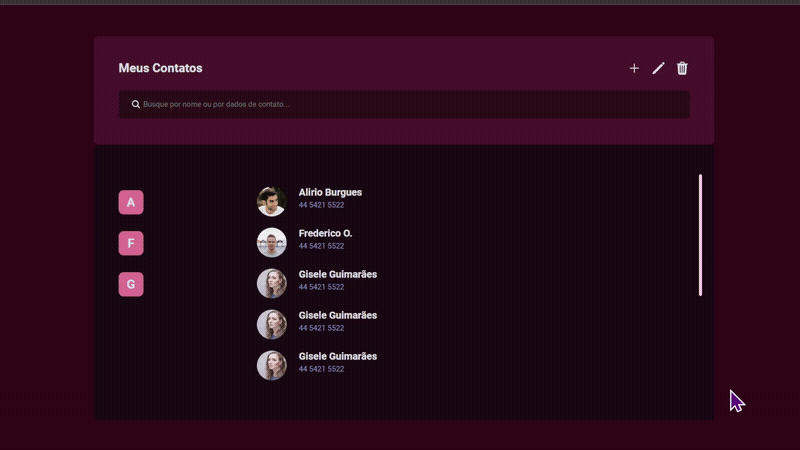 Meus Contatos
Busque por nome ou por dados de contato...
A
Alirio Burgues
44 5421 5522
F
Frederico O.
44 5421 5522
G
Gisele Guimarães
44 5421 5522
Gisele Guimarães
44 5421 5522
Gisele Guimarães
44 5421 5522